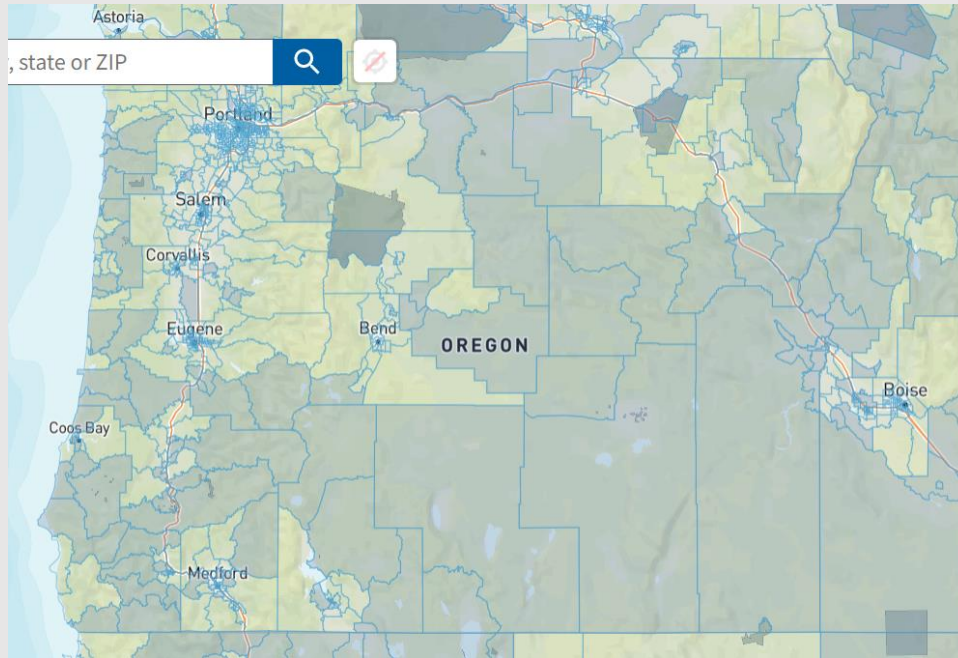 Astoria
, state or ZIP
Portland
Salem
Corvallis
Eugene
Bend
OREGON
Boise
Coos Bay
Medford